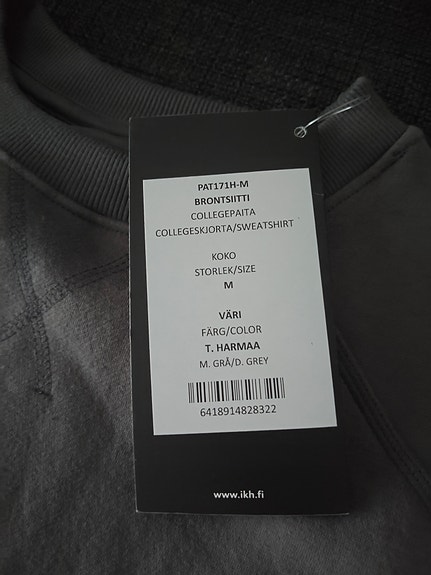 PAT171H-M
BRONTSIITTI
COLLEGEPAITA
COLLEGESKJORTA/SWEATSHIRT
KOKO
STORLEK/SIZE
M
VÄRI
FÄRG/COLOR
T. HARMAA
M. GRÅ/D. GREY
6418914828322
www.ikh.fi